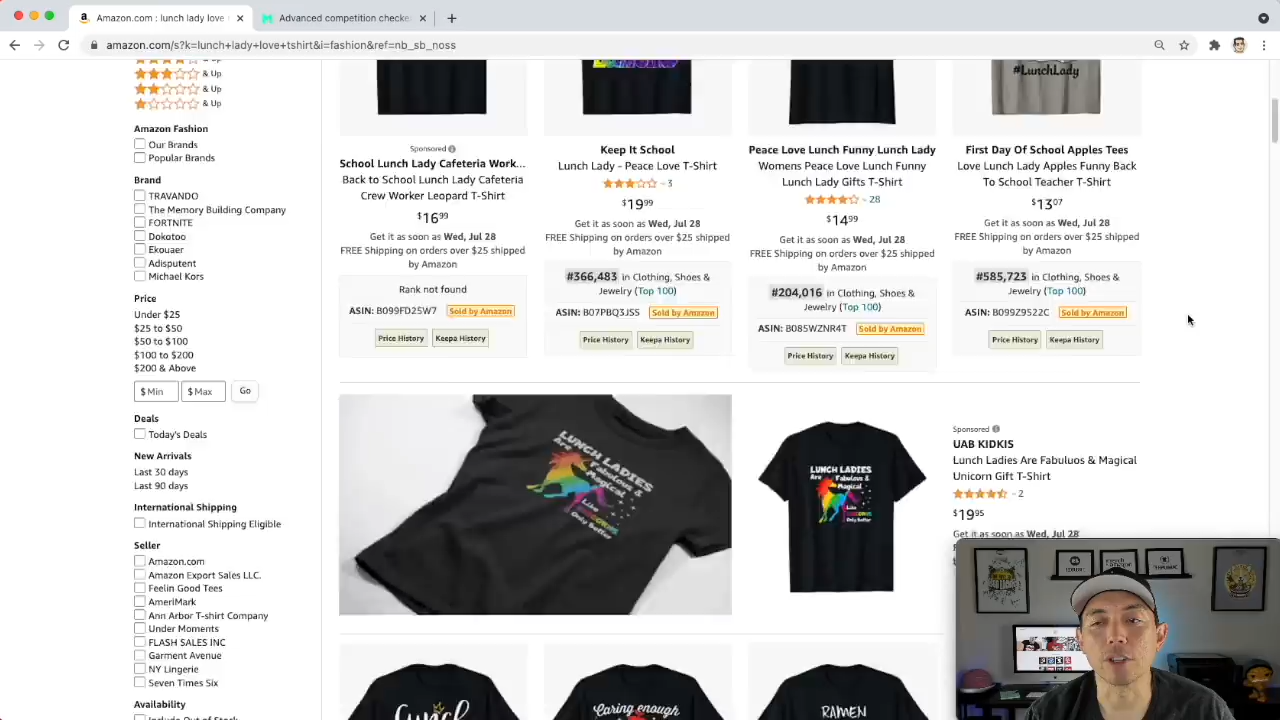 Amazon.com : lunch lady love
Advanced competition checke
amazon.com/s?k=lunch+lady+love+tshirt&i=fashion&ref=nb_sb_noss
& Up
& Up
& Up
& Up
Amazon Fashion
Our Brands
Popular Brands
Brand
TRAVANDO
The Memory Building Company
FORTNITE
Dokotoo
Ekouaer
Adisputent
Michael Kors
Price
Under $25
$25 to $50
$50 to $100
$100 to $200
$200 & Above
$ Min
$ Max
Go
Deals
Today's Deals
New Arrivals
Last 30 days
Last 90 days
International Shipping
International Shipping Eligible
Seller
Amazon.com
Amazon Export Sales LLC.
Feelin Good Tees
AmeriMark
Ann Arbor T-shirt Company
Under Moments
FLASH SALES INC
Garment Avenue
NY Lingerie
Seven Times Six
Availability
Include Out of Stock
Sponsored
School Lunch Lady Cafeteria Work...
Back to School Lunch Lady Cafeteria
Crew Worker Leopard T-Shirt
$16.99
Get it as soon as Wed, Jul 28
FREE Shipping on orders over $25 shipped
by Amazon
Rank not found
ASIN: B099FD25W7 Sold by Amazon
Price History Keepa History
Keep It School
Lunch Lady - Peace Love T-Shirt
~ 3
$19.99
Get it as soon as Wed, Jul 28
FREE Shipping on orders over $25 shipped
by Amazon
#366,483 in Clothing, Shoes &
Jewelry (Top 100)
ASIN: B07PBQ3JSS Sold by Amazon
Price History Keepa History
Peace Love Lunch Funny Lunch Lady
Womens Peace Love Lunch Funny
Lunch Lady Gifts T-Shirt
~ 28
$14.99
Get it as soon as Wed, Jul 28
FREE Shipping on orders over $25 shipped
by Amazon
#204,016 in Clothing, Shoes &
Jewelry (Top 100)
ASIN: B085WZNR4T Sold by Amazon
Price History Keepa History
#LunchLady
First Day Of School Apples Tees
Love Lunch Lady Apples Funny Back
To School Teacher T-Shirt
$13.07
Get it as soon as Wed, Jul 28
FREE Shipping on orders over $25 shipped
by Amazon
#585,723 in Clothing, Shoes &
Jewelry (Top 100)
ASIN: B099Z9522C Sold by Amazon
Price History Keepa History
LUNCH LADIES
Are Fabulous &
Magical
Like
UNICORNS
Only Better
LUNCH LADIES
Are Fabulous &
Magical
Like
UNICORNS
Only Better
Sponsored
UAB KIDKIS
Lunch Ladies Are Fabuluos & Magical
Unicorn Gift T-Shirt
~ 2
$19.95
Get it as soon as Wed, Jul 28
Lunch
Caring enough
RAMEN